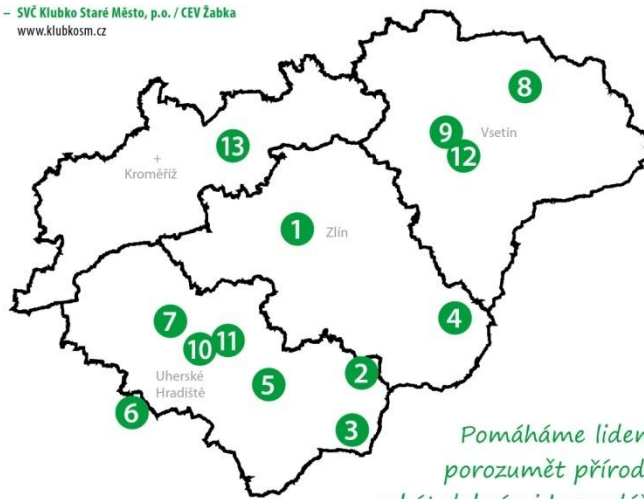 – SVČ Klubko Staré Město, p.o. / CEV Žabka
www.klubkosm.cz
8
9
Vsetín
12
13
+
Kroměříž
1
Zlín
4
7
11
10
2
Uherské
Hradiště
5
6
3
Pomáháme lidem
porozumět přírod